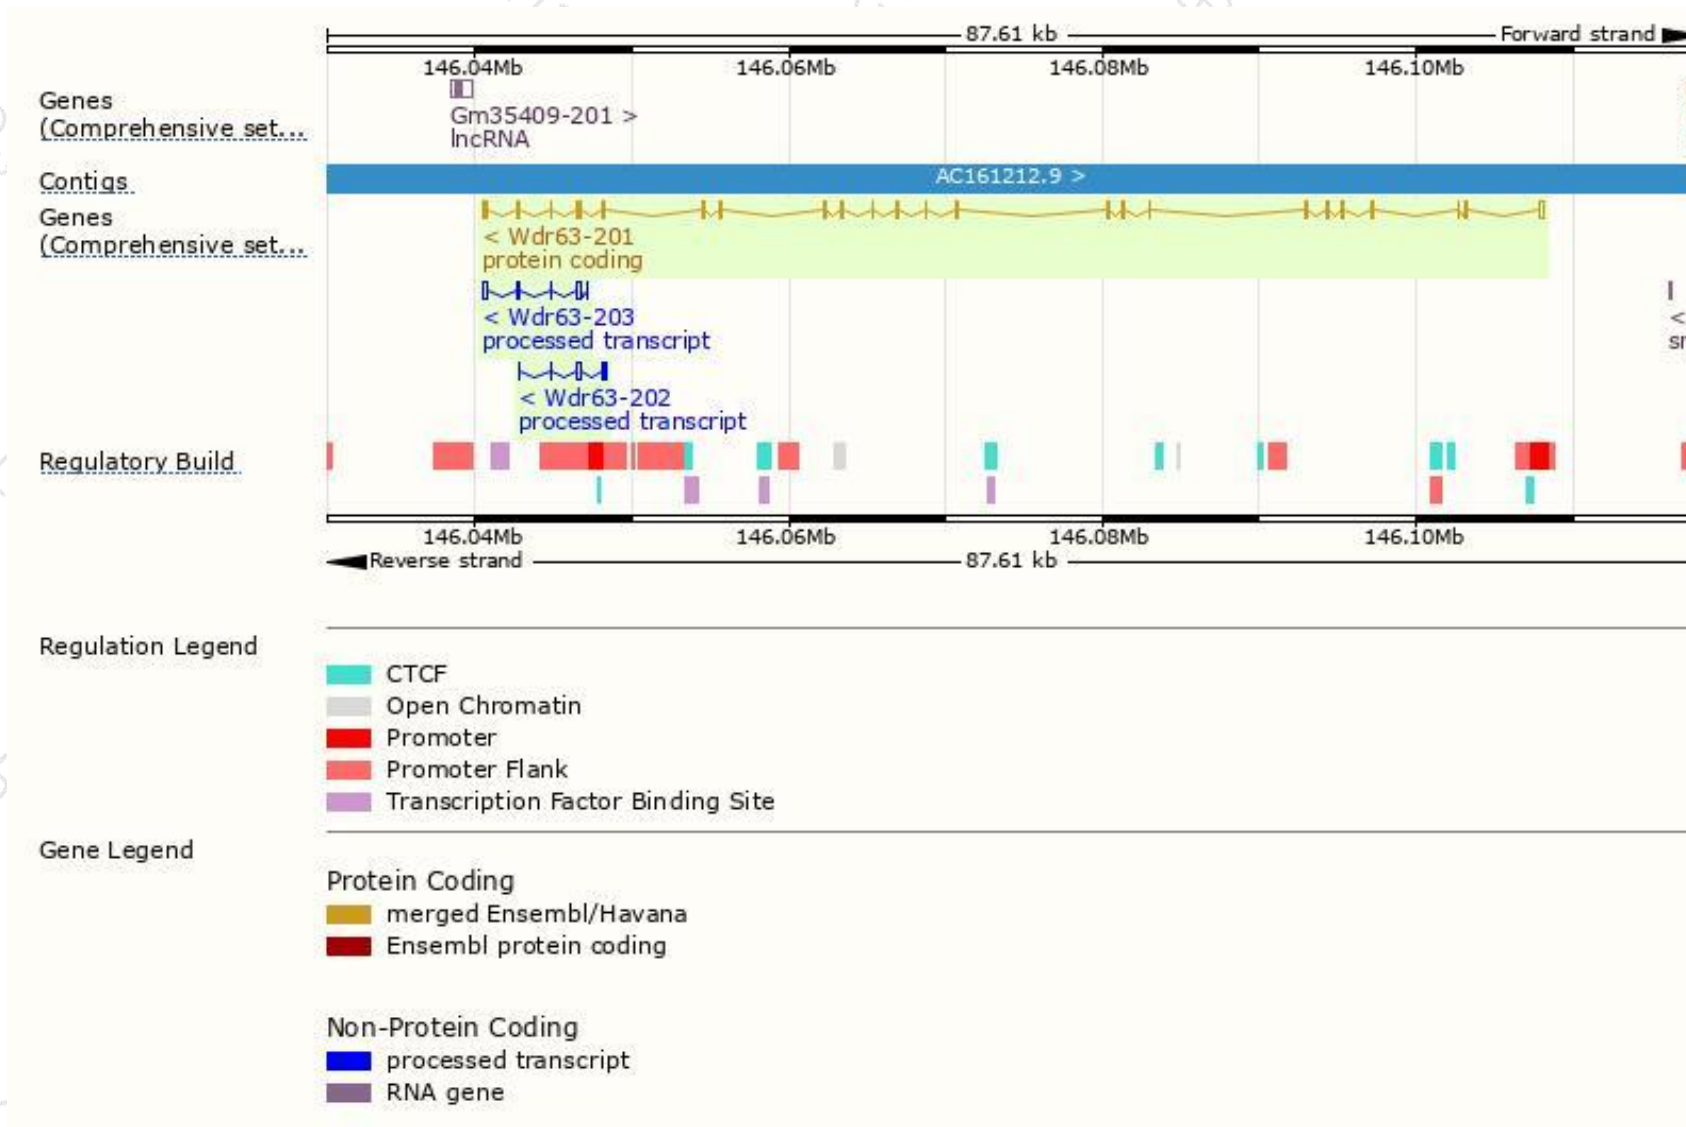 87.61 kb Forward strand
146.04Mb 146.06Mb 146.08Mb 146.10Mb
Genes
(Comprehensive set...
Gm35409-201 >
lncRNA
Contigs
AC161212.9 >
Genes
(Comprehensive set...
< Wdr63-201
protein coding
< Wdr63-203
processed transcript
<
< Wdr63-202
processed transcript
Regulatory Build
146.04Mb 146.06Mb 146.08Mb 146.10Mb
Reverse strand 87.61 kb
Regulation Legend
CTCF
Open Chromatin
Promoter
Promoter Flank
Transcription Factor Binding Site
Gene Legend
Protein Coding
merged Ensembl/Havana
Ensembl protein coding
Non-Protein Coding
processed transcript
RNA gene